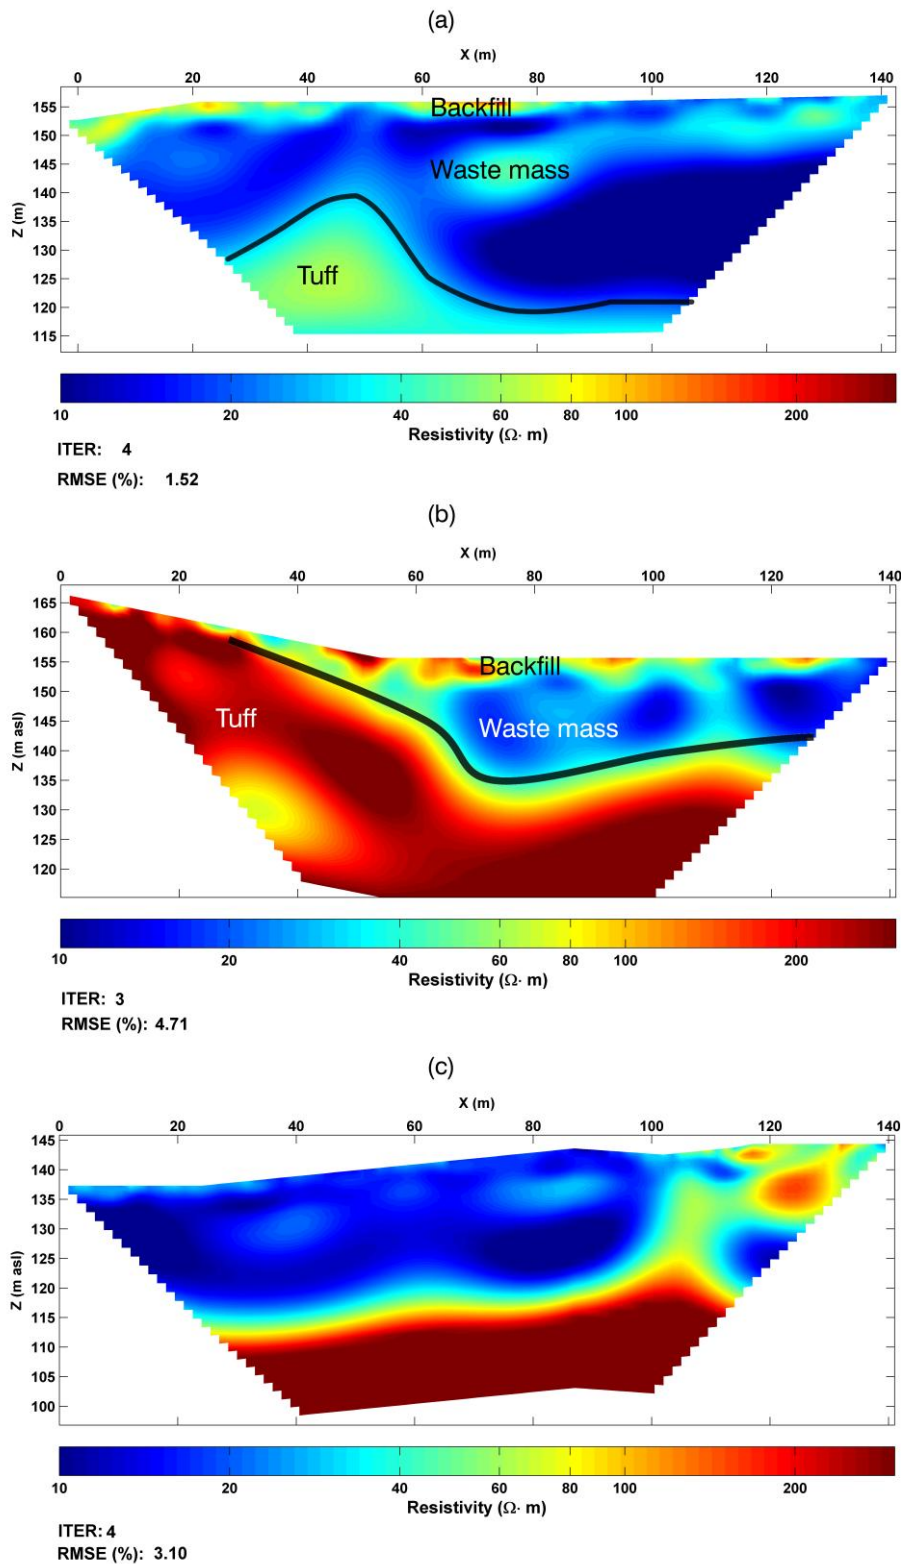 (a)
X (m)
0 20 40 60 80 100 120 140
Backfill
Waste mass
Tuff
Z (m)
155
150
145
140
135
130
125
120
115
10 20 40 60 80 100 200
Resistivity (Ω· m)
ITER: 4
RMSE (%): 1.52
(b)
X (m)
0 20 40 60 80 100 120 140
Backfill
Tuff
Waste mass
Z (m asl)
165
160
155
150
145
140
135
130
125
120
10 20 40 60 80 100 200
Resistivity (Ω· m)
ITER: 3
RMSE (%): 4.71
(c)
X (m)
0 20 40 60 80 100 120 140
Z (m asl)
145
140
135
130
125
120
115
110
105
100
10 20 40 60 80 100 200
Resistivity (Ω· m)
ITER: 4
RMSE (%): 3.10